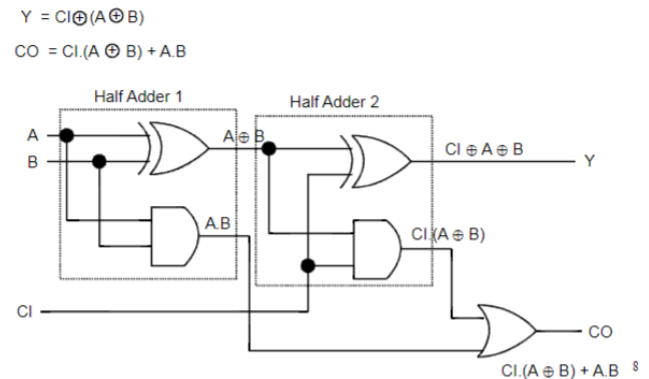 Y = CI⊕(A⊕B)
CO = CI.(A ⊕ B) + A.B
Half Adder 1
Half Adder 2
A
A⊕B
CI ⊕ A ⊕ B
B
Y
A.B
CI.(A ⊕ B)
CI
CO
CI.(A ⊕ B) + A.B 8